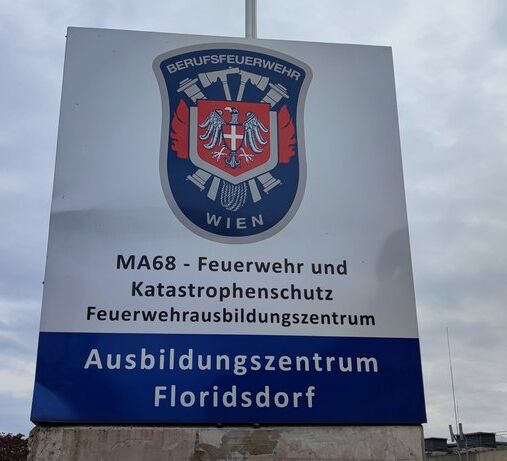 BERUFSFEUERWEHR
WIEN
MA68 - Feuerwehr und
Katastrophenschutz
Feuerwehrausbildungszentrum
Ausbildungszentrum
Floridsdorf